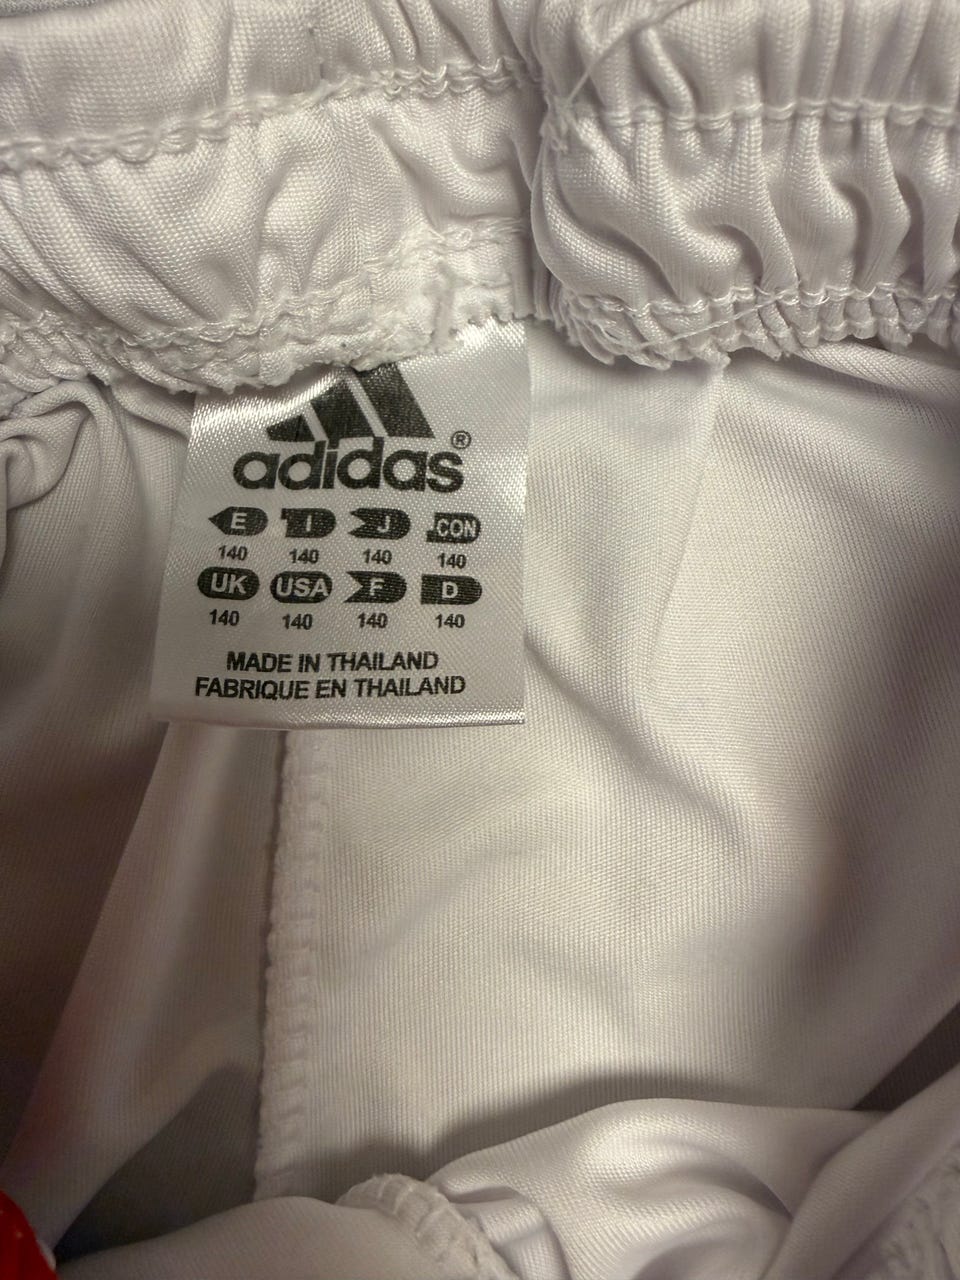 adidas®
E I J CON
140 140 140 140
UK USA F D
140 140 140 140
MADE IN THAILAND
FABRIQUE EN THAILAND